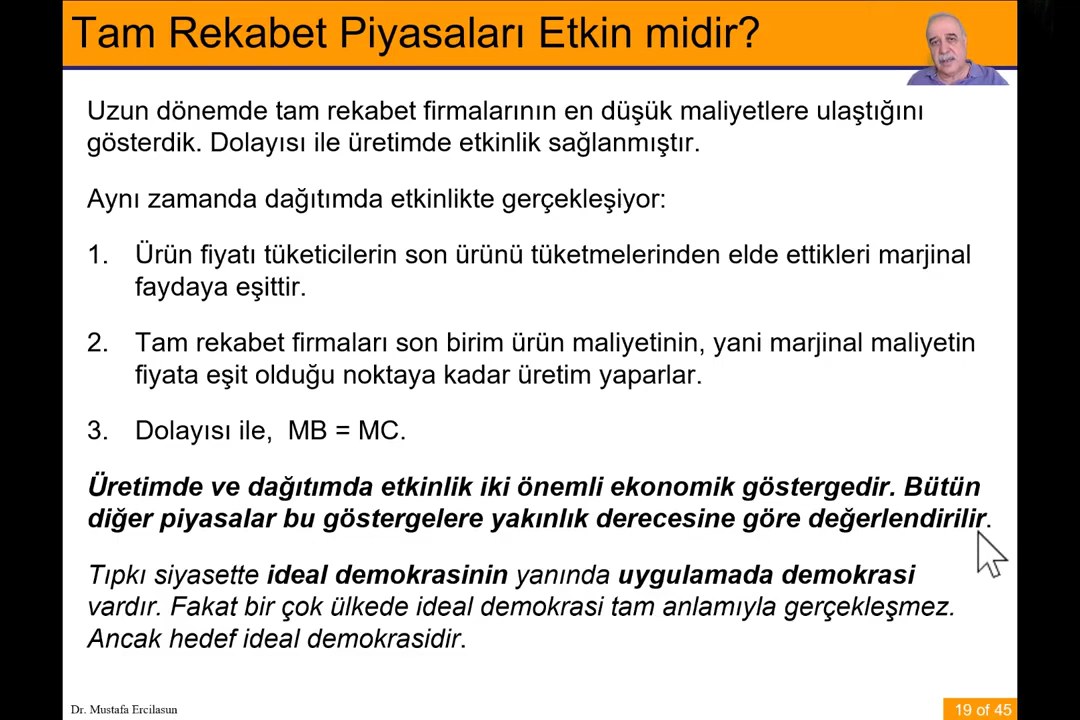 Tam Rekabet Piyasaları Etkin midir?
Uzun dönemde tam rekabet firmalarının en düşük maliyetlere ulaştığını
gösterdik. Dolayısı ile üretimde etkinlik sağlanmıştır.
Aynı zamanda dağıtımda etkinlikte gerçekleşiyor:
1. Ürün fiyatı tüketicilerin son ürünü tüketmelerinden elde ettikleri marjinal
faydaya eşittir.
2. Tam rekabet firmaları son birim ürün maliyetinin, yani marjinal maliyetin
fiyata eşit olduğu noktaya kadar üretim yaparlar.
3. Dolayısı ile, MB = MC.
Üretimde ve dağıtımda etkinlik iki önemli ekonomik göstergedir. Bütün
diğer piyasalar bu göstergelere yakınlık derecesine göre değerlendirilir.
Tıpkı siyasette ideal demokrasinin yanında uygulamada demokrasi
vardır. Fakat bir çok ülkede ideal demokrasi tam anlamıyla gerçekleşmez.
Ancak hedef ideal demokrasidir.
Dr. Mustafa Ercilasun
19 of 45